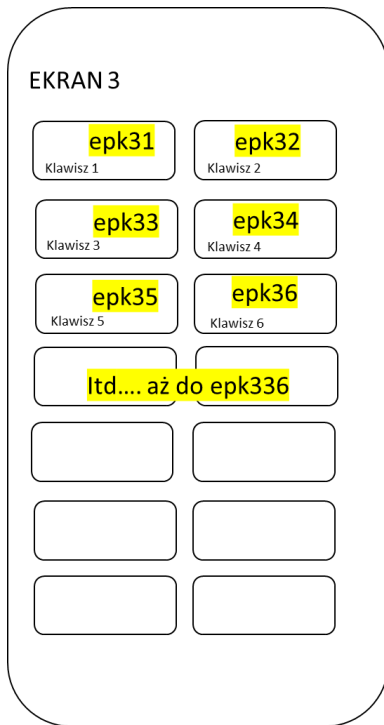 EKRAN 3
epk31
Klawisz 1
epk32
Klawisz 2
epk33
Klawisz 3
epk34
Klawisz 4
epk35
Klawisz 5
epk36
Klawisz 6
Itd.... aż do epk336